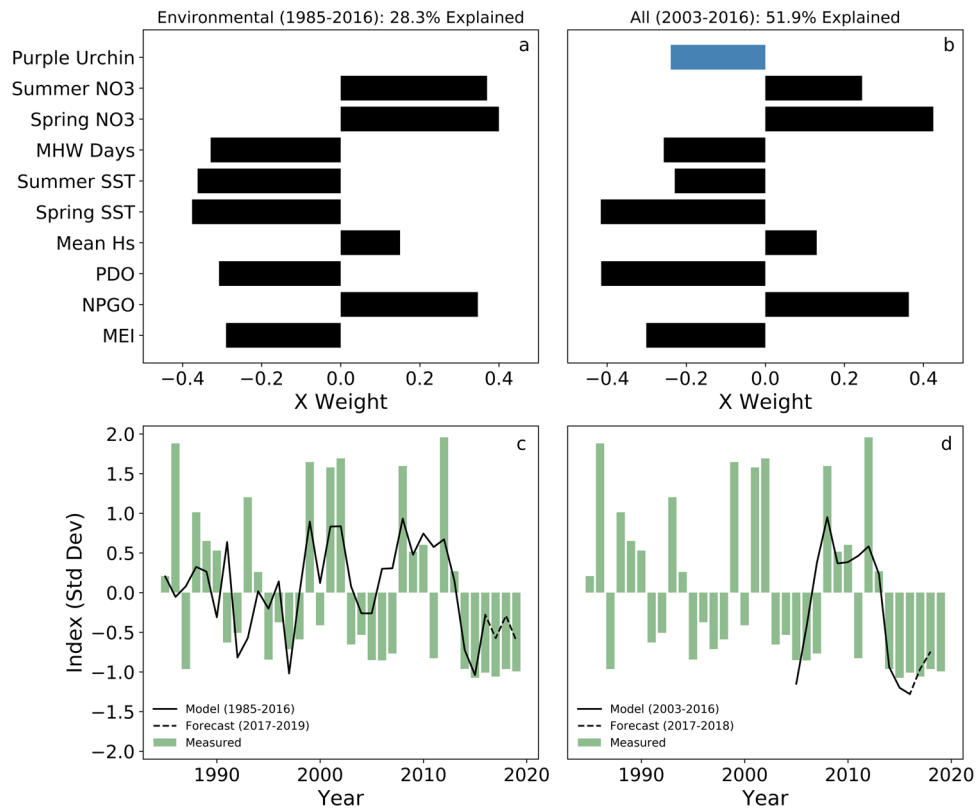 Environmental (1985-2016): 28.3% Explained
a
Purple Urchin
Summer NO3
Spring NO3
MHW Days
Summer SST
Spring SST
Mean Hs
PDO
NPGO
MEI
−0.4 −0.2 0.0 0.2 0.4
X Weight
All (2003-2016): 51.9% Explained
b
−0.4 −0.2 0.0 0.2 0.4
X Weight
c
2.0
1.5
1.0
0.5
0.0
−0.5
−1.0
−1.5
−2.0
Index (Std Dev)
Model (1985-2016)
Forecast (2017-2019)
Measured
1990 2000 2010 2020
Year
d
Model (2003-2016)
Forecast (2017-2018)
Measured
1990 2000 2010 2020
Year